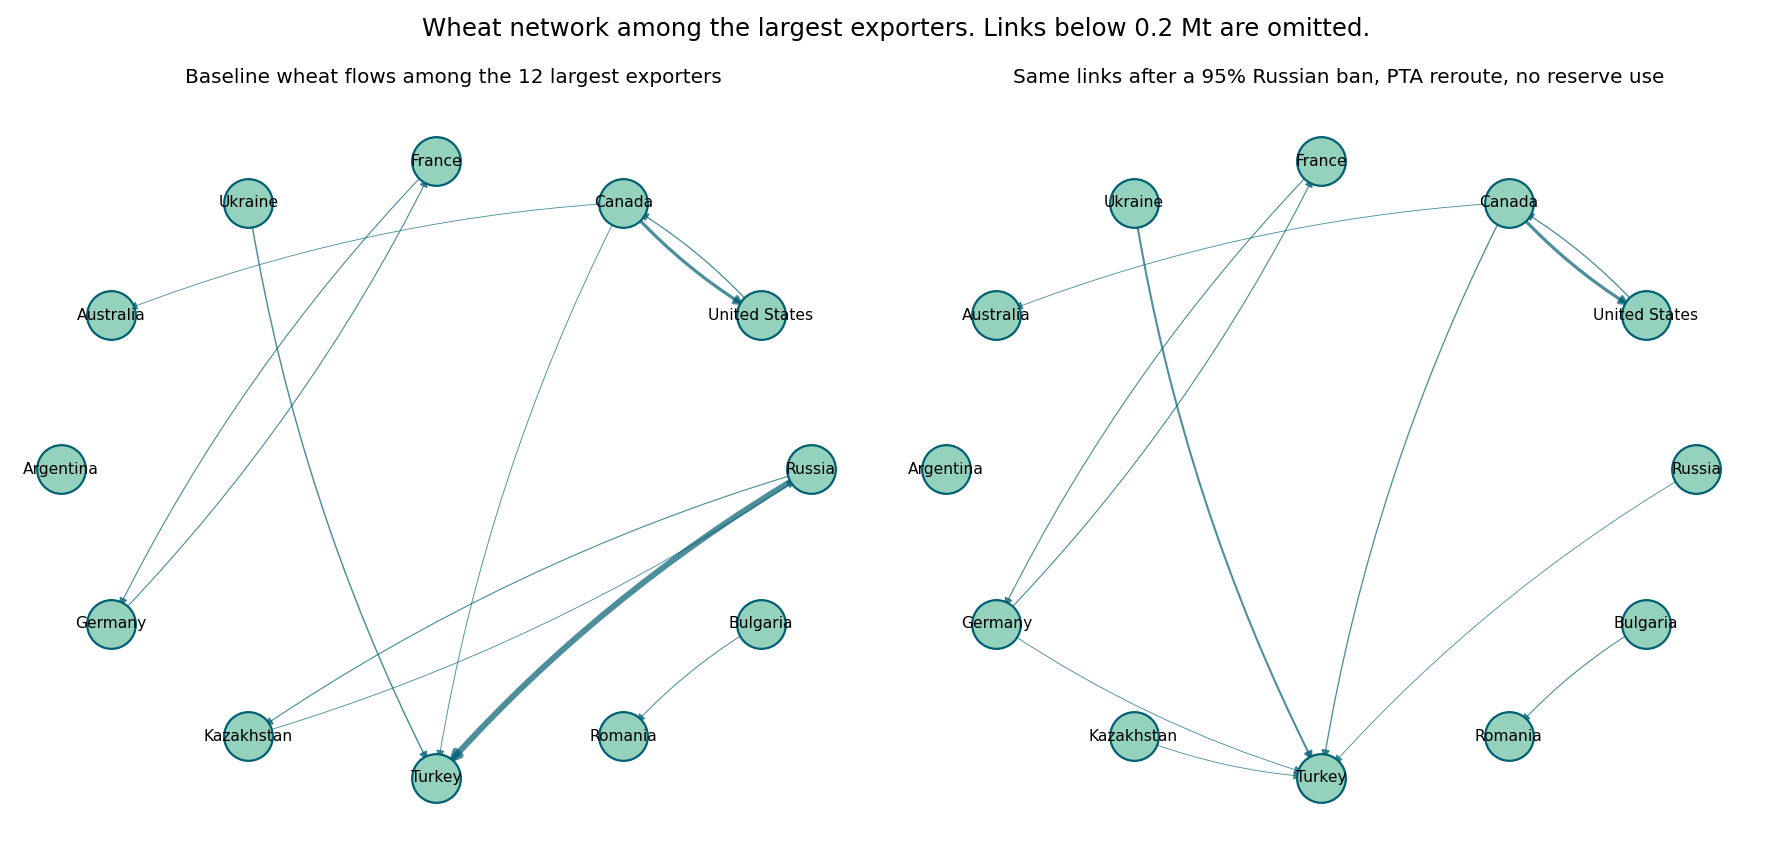 Wheat network among the largest exporters. Links below 0.2 Mt are omitted.
Baseline wheat flows among the 12 largest exporters
France
Ukraine
Canada
Australia
United States
Argentina
Russia
Germany
Bulgaria
Kazakhstan
Romania
Turkey
Same links after a 95% Russian ban, PTA reroute, no reserve use
France
Ukraine
Canada
Australia
United States
Argentina
Russia
Germany
Bulgaria
Kazakhstan
Romania
Turkey